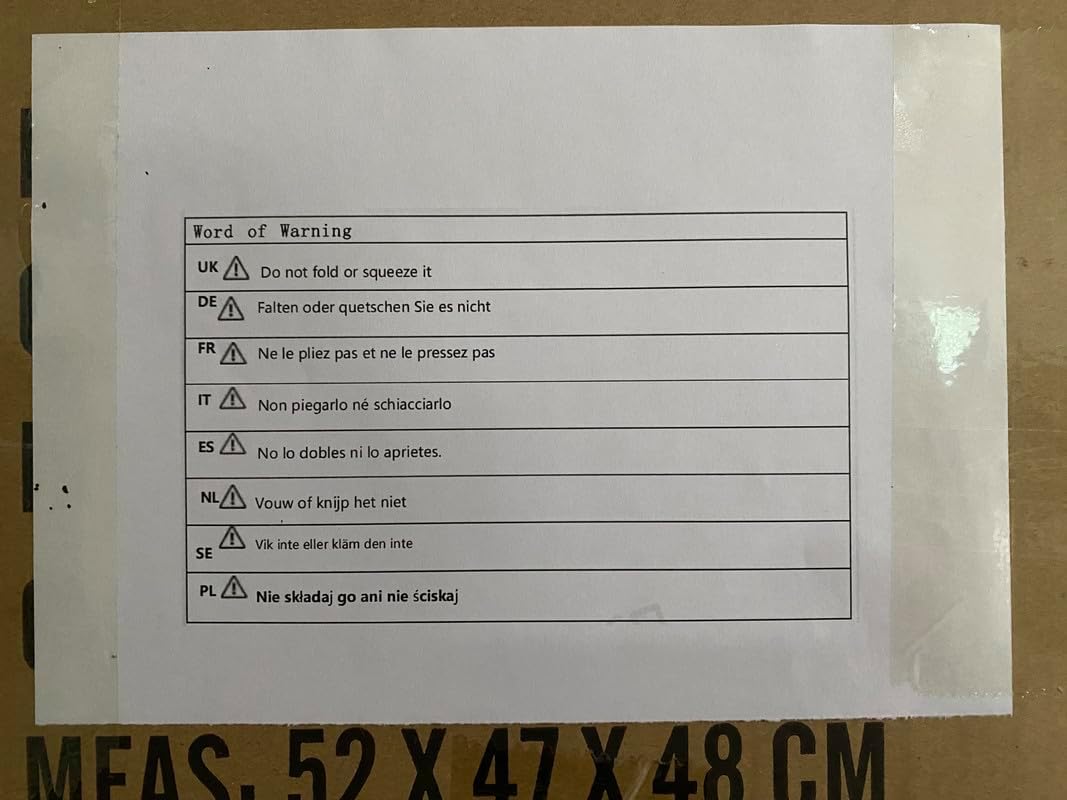 Word of Warning
UK Do not fold or squeeze it
DE Falten oder quetschen Sie es nicht
FR Ne le pliez pas et ne le pressez pas
IT Non piegarlo né schiacciarlo
ES No lo dobles ni lo aprietes.
NL Vouw of knijp het niet
SE Vik inte eller kläm den inte
PL Nie składaj go ani nie ściskaj
MEAS. 52 X 47 X 48 CM